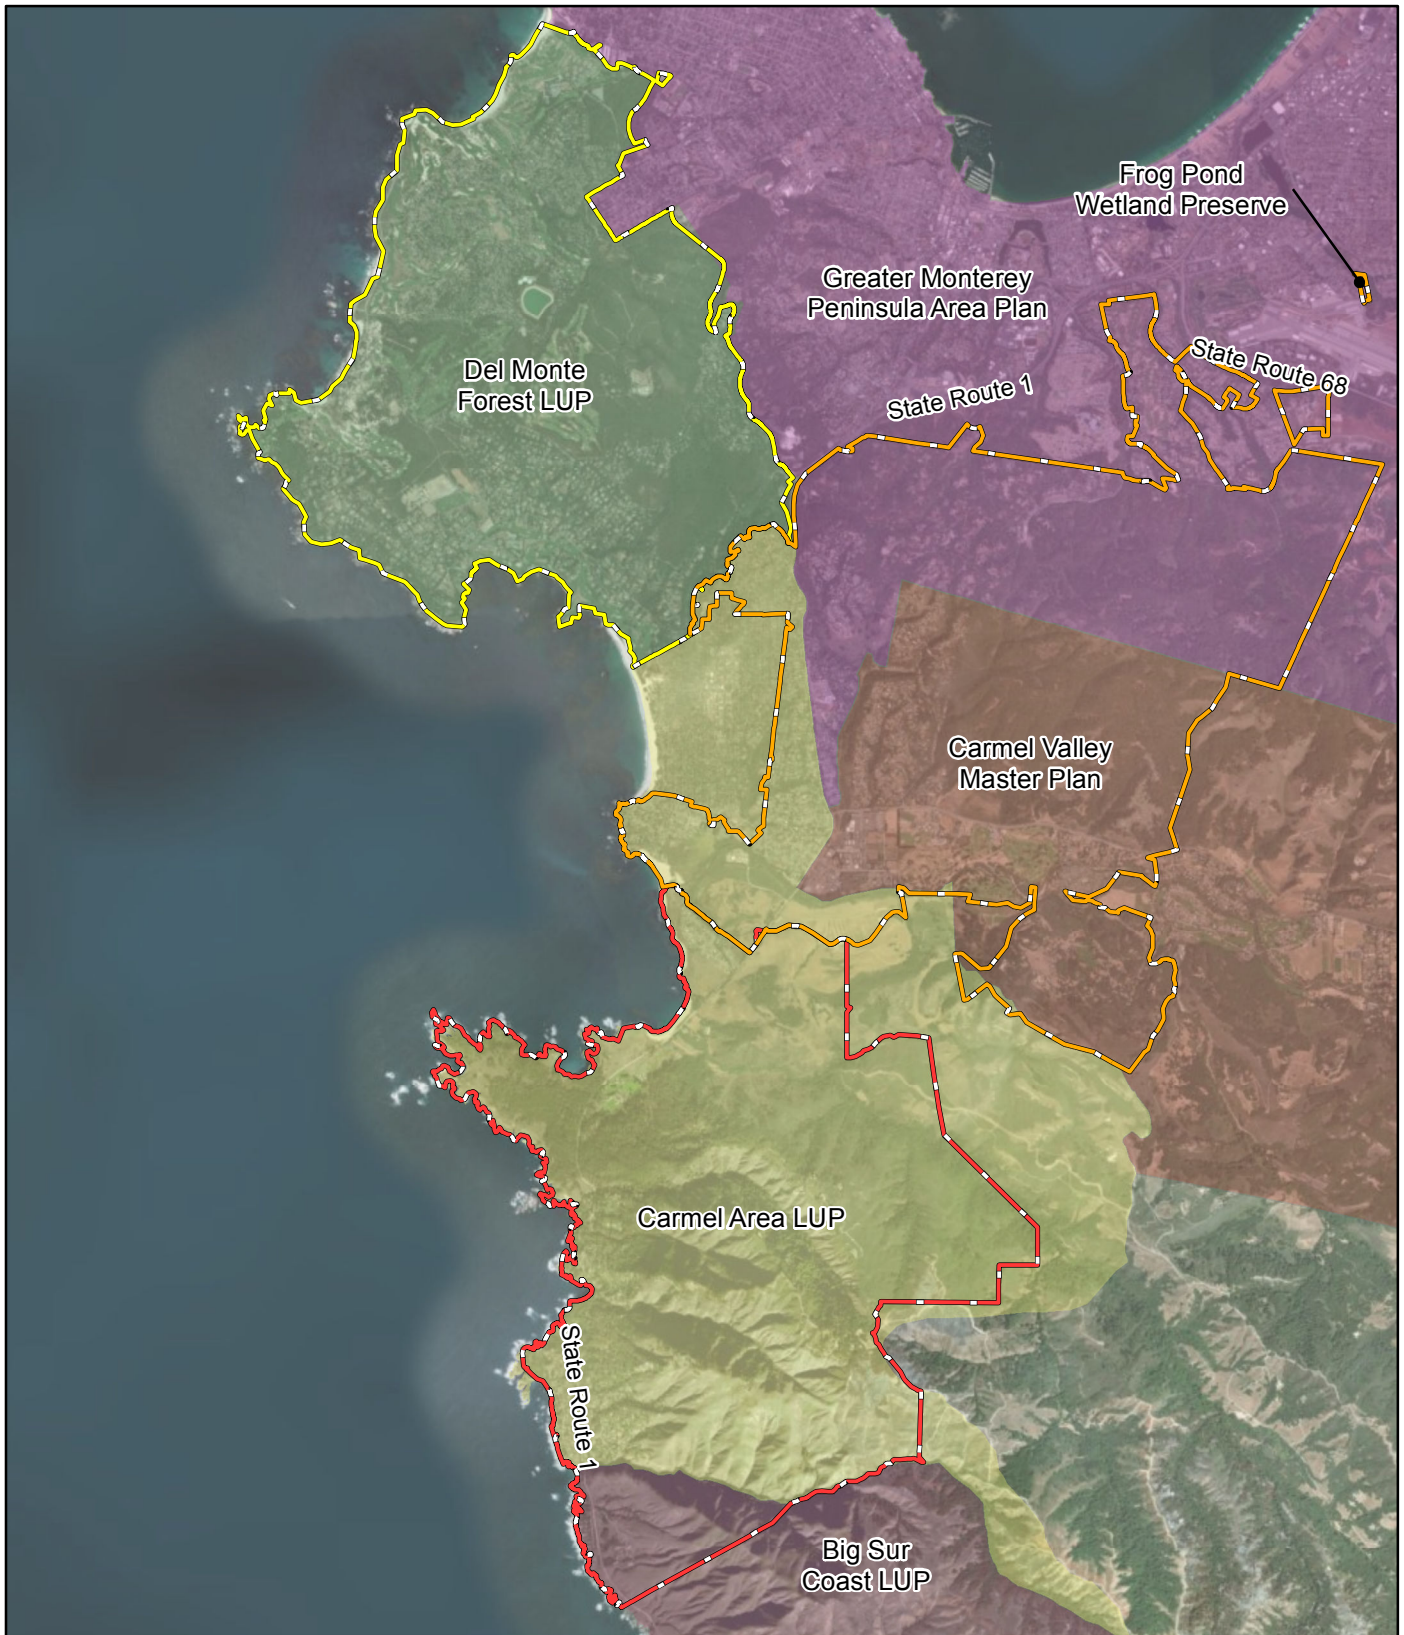 Frog Pond
Wetland Preserve
Greater Monterey
Peninsula Area Plan
State Route 68
Del Monte
Forest LUP
State Route 1
Carmel Valley
Master Plan
Carmel Area LUP
State Route 1
Big Sur
Coast LUP